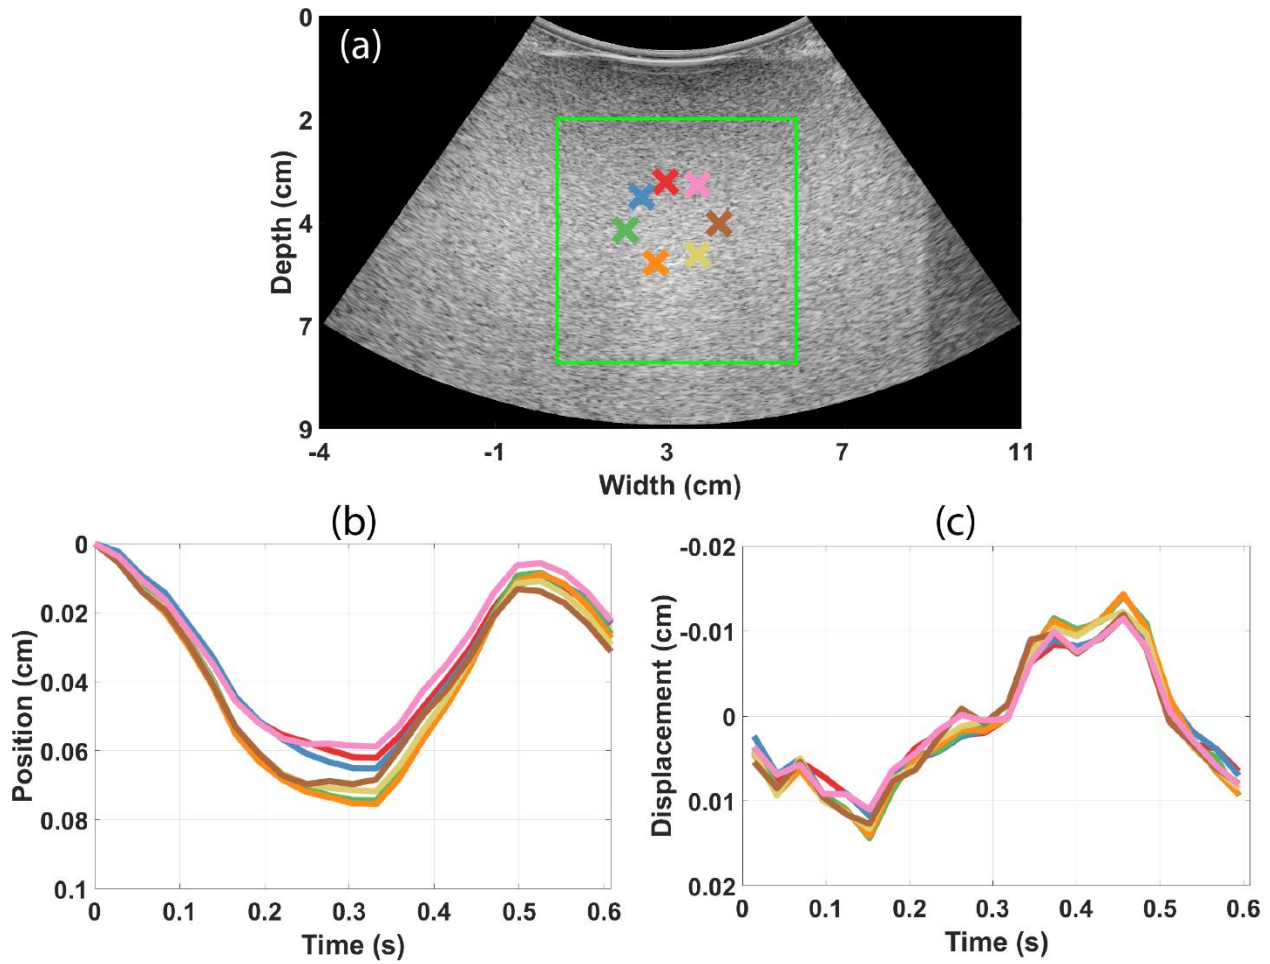 (a)
0
2
4
7
9
Depth (cm)
-4 -1 3 7 11
Width (cm)
(b)
0
0.02
0.04
0.06
0.08
0.1
Position (cm)
0 0.1 0.2 0.3 0.4 0.5 0.6
Time (s)
(c)
-0.02
-0.01
0
0.01
0.02
Displacement (cm)
0 0.1 0.2 0.3 0.4 0.5 0.6
Time (s)